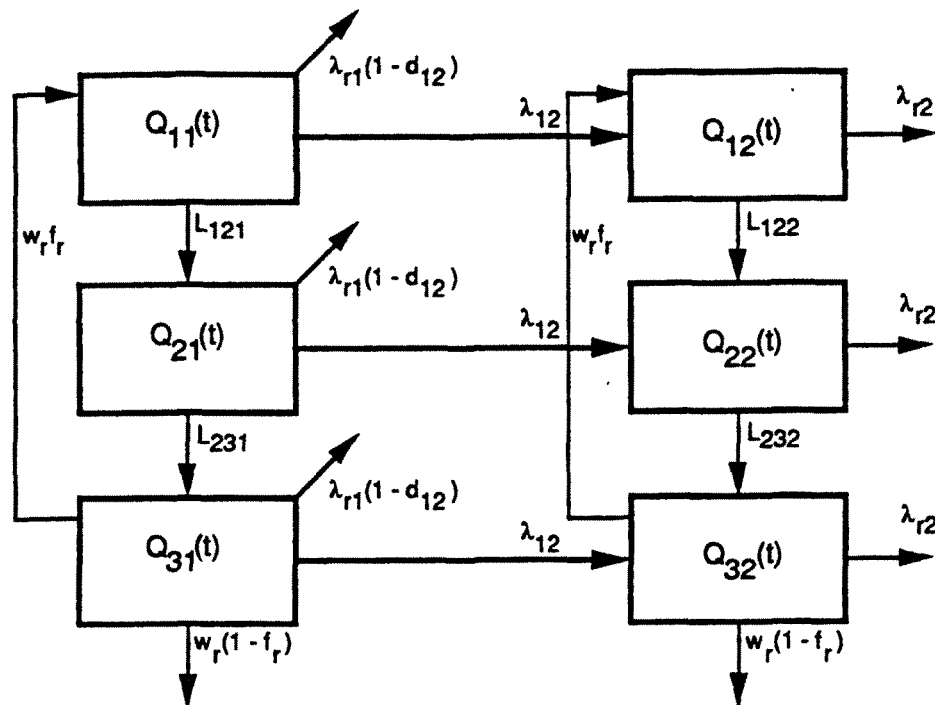 λr1(1 - d12)
Q11(t)
λ12
Q12(t)
λr2
wrfr
L121
wrfr
L122
λr1(1 - d12)
Q21(t)
λ12
Q22(t)
λr2
L231
L232
λr1(1 - d12)
Q31(t)
λ12
Q32(t)
λr2
wr(1 - fr)
wr(1 - fr)